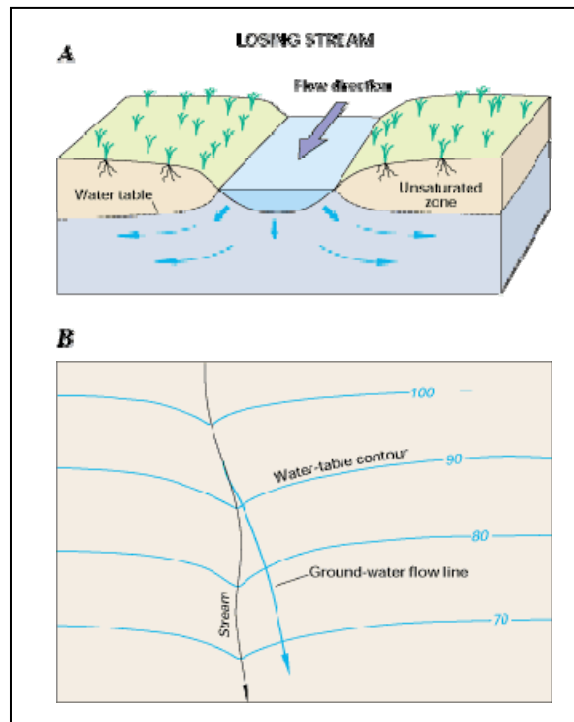 LOSING STREAM
A
Flow direction
Water table
Unsaturated
zone
B
100
Water-table contour
90
80
Ground-water flow line
Stream
70